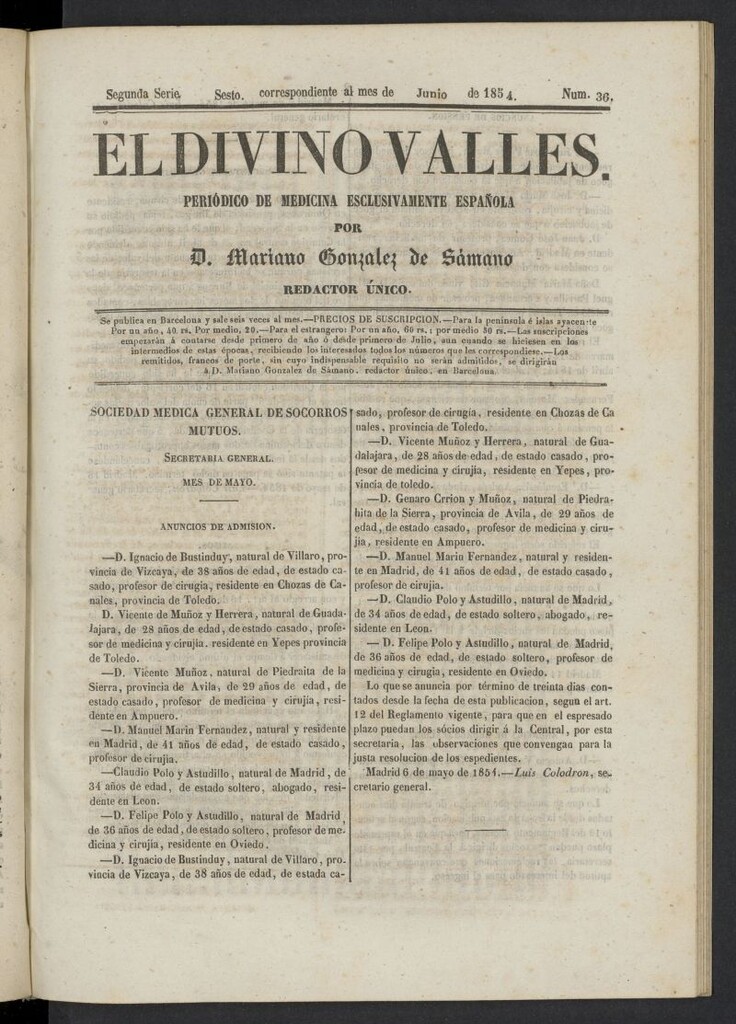 Segunda Serie. Sesto. correspondiente al mes de Junio de 1854. Num. 36.
EL DIVINO VALLES.
PERIÓDICO DE MEDICINA ESCLUSIVAMENTE ESPAÑOLA
POR
D. Mariano Gonzalez de Sámano
REDACTOR ÚNICO.
Se publica en Barcelona y sale seis veces al mes.—PRECIOS DE SUSCRIPCION.—Para la península é islas ayacente
Por un año, 40. rs. Por medio, 20.—Para el estrangero: Por un año, 60 rs.; por medio 30 rs.—Las suscripciones
empezarán á contarse desde primero de año ó desde primero de Julio, aun cuando se hiciesen en los
intermedios de estas épocas, recibiendo los interesados todos los números que les correspondiese.—Los
remitidos, francos de porte, sin cuyo indispensable requisito no serán admitidos, se dirigirán
á D. Mariano Gonzalez de Sámano, redactor único, en Barcelona.
SOCIEDAD MEDICA GENERAL DE SOCORROS
MUTUOS.
SECRETARIA GENERAL.
MES DE MAYO.
ANUNCIOS DE ADMISION.
—D. Ignacio de Bustinduy, natural de Villaro, pro-
vincia de Vizcaya, de 38 años de edad, de estado ca-
sado, profesor de cirugia, residente en Chozas de Ca-
nales, provincia de Toledo.
D. Vicente de Muñoz y Herrera, natural de Guada-
lajara, de 28 años de edad, de estado casado, profe-
sor de medicina y cirujia. residente en Yepes provincia
de Toledo.
—D. Vicente Muñoz, natural de Piedraita de la
Sierra, provincia de Avila, de 29 años de edad, de
estado casado, profesor de medicina y cirujia, resi-
dente en Ampuero.
—D. Manuel Marin Fernandez, natural y residente
en Madrid, de 41 años de edad, de estado casado,
profesor de cirujia.
—Claudio Polo y Astudillo, natural de Madrid, de
34 años de edad, de estado soltero, abogado, resi-
dente en Leon.
—D. Felipe Polo y Astudillo, natural de Madrid,
de 36 años de edad, de estado soltero, profesor de me-
dicina y cirujia, residente en Oviedo.
—D. Ignacio de Bustinduy, natural de Villaro, pro-
vincia de Vizcaya, de 38 años de edad, de estada ca-
sado, profesor de cirugía, residente en Chozas de Ca
nales, provincia de Toledo.
—D. Vicente Muñoz y Herrera, natural de Gua-
dalajara, de 28 años de edad, de estado casado, pro-
fesor de medicina y cirujia, residente en Yepes, pro-
vincia de toledo.
—D. Genaro Crrion y Muñoz, natural de Piedra-
hita de la Sierra, provincia de Avila, de 29 años de
edad, de estado casado, profesor de medicina y ciru-
jia, residente en Ampuero.
—D. Manuel Marin Fernandez, natural y residen-
te en Madrid, de 41 años de edad, de estado casado,
profesor de cirujia.
—D. Claudio Polo y Astudillo, natural de Madrid,
de 34 años de edad, de estado soltero, abogado, re-
sidente en Leon.
—D. Felipe Polo y Astudillo, natural de Madrid,
de 36 años de edad, de estado soltero, profesor de
medicina y cirugia, residente en Oviedo.
Lo que se anuncia por término de treinta dias con-
tados desde la fecha de esta publicacion, segun el art.
12 del Reglamento vigente, para que en el espresado
plazo puedan los sócios dirigir á la Central, por esta
secretaría, las observaciones que convengan para la
justa resolucion de los espedientes.
Madrid 6 de mayo de 1854.—Luis Colodron, se-
cretario general.